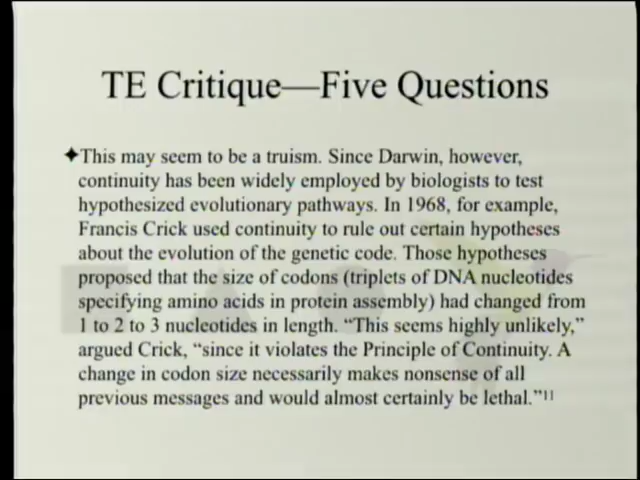 TE Critique—Five Questions
✦This may seem to be a truism. Since Darwin, however,
continuity has been widely employed by biologists to test
hypothesized evolutionary pathways. In 1968, for example,
Francis Crick used continuity to rule out certain hypotheses
about the evolution of the genetic code. Those hypotheses
proposed that the size of codons (triplets of DNA nucleotides
specifying amino acids in protein assembly) had changed from
1 to 2 to 3 nucleotides in length. “This seems highly unlikely,”
argued Crick, “since it violates the Principle of Continuity. A
change in codon size necessarily makes nonsense of all
previous messages and would almost certainly be lethal.”11